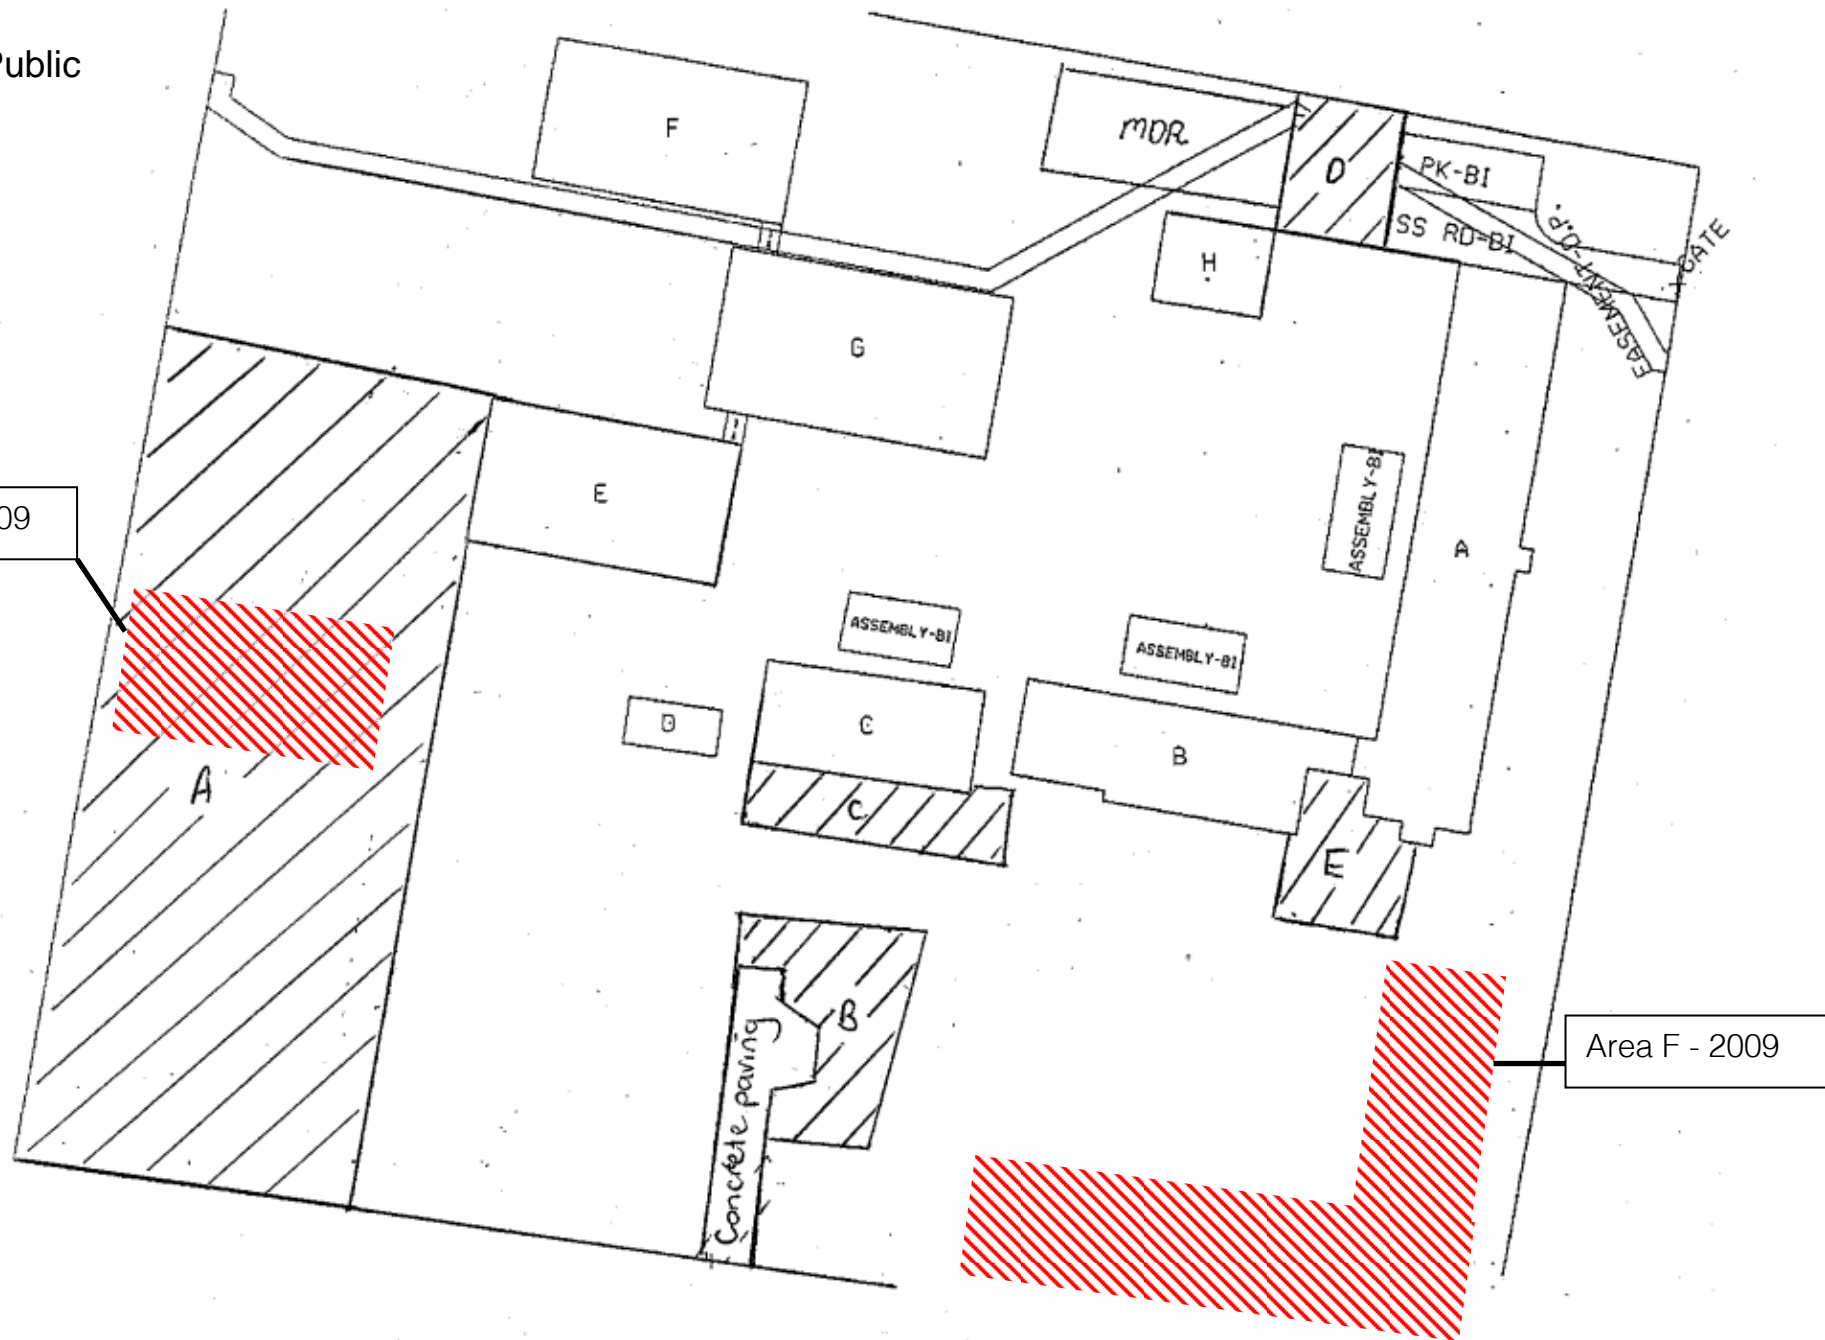 Public
F
MDR
D
PK-BI
SS RD-BI
EASEMENT-O.P.
GATE
H
G
E
09
ASSEMBLY-BI
A
ASSEMBLY-BI
ASSEMBLY-BI
D
C
B
A
C
E
B
Concrete paving
Area F - 2009